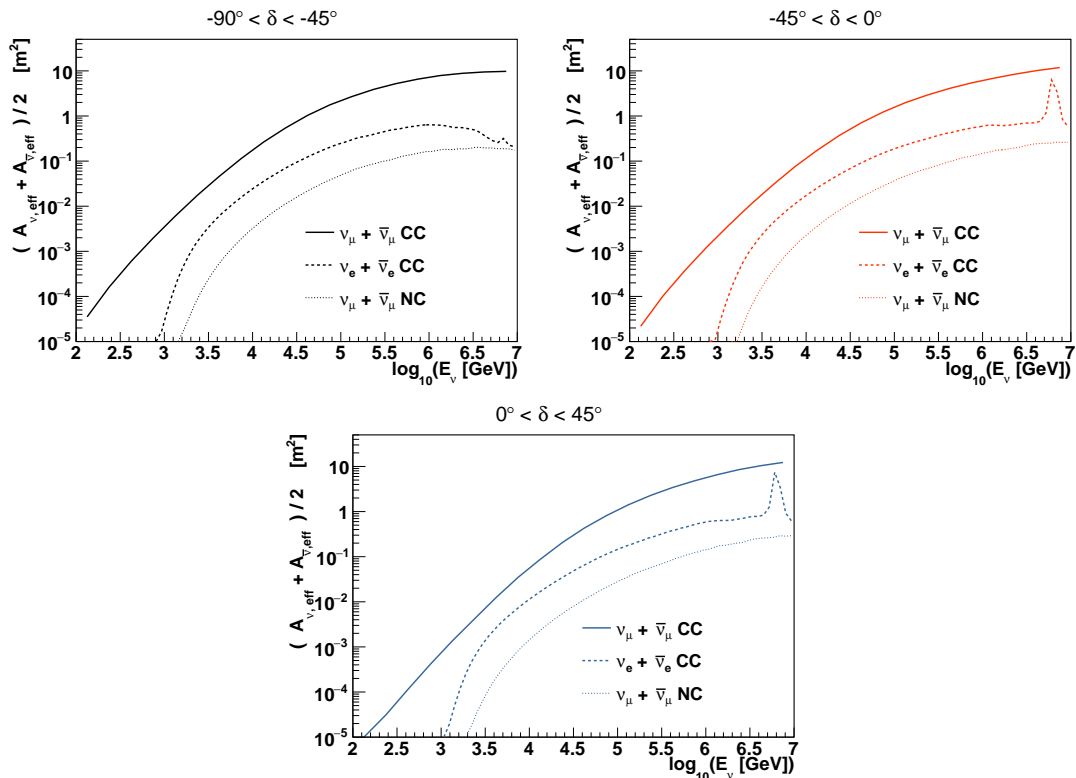 -90° < δ < -45°
( A_ν,eff + A_ν̅,eff ) / 2 [m²]
10
1
10⁻¹
10⁻²
10⁻³
10⁻⁴
10⁻⁵
ν_μ + ν̅_μ CC
ν_e + ν̅_e CC
ν_μ + ν̅_μ NC
2 2.5 3 3.5 4 4.5 5 5.5 6 6.5 7
log₁₀(E_ν [GeV])
-45° < δ < 0°
( A_ν,eff + A_ν̅,eff ) / 2 [m²]
10
1
10⁻¹
10⁻²
10⁻³
10⁻⁴
10⁻⁵
ν_μ + ν̅_μ CC
ν_e + ν̅_e CC
ν_μ + ν̅_μ NC
2 2.5 3 3.5 4 4.5 5 5.5 6 6.5 7
log₁₀(E_ν [GeV])
0° < δ < 45°
( A_ν,eff + A_ν̅,eff ) / 2 [m²]
10
1
10⁻¹
10⁻²
10⁻³
10⁻⁴
10⁻⁵
ν_μ + ν̅_μ CC
ν_e + ν̅_e CC
ν_μ + ν̅_μ NC
2 2.5 3 3.5 4 4.5 5 5.5 6 6.5 7
log₁₀(E_ν [GeV])